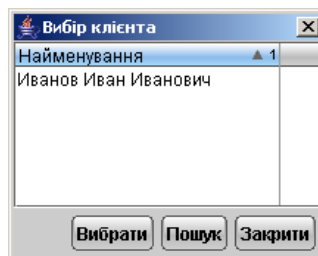 Вибір клієнта
Найменування ▲ 1
Иванов Иван Иванович
Вибрати Пошук Закрити